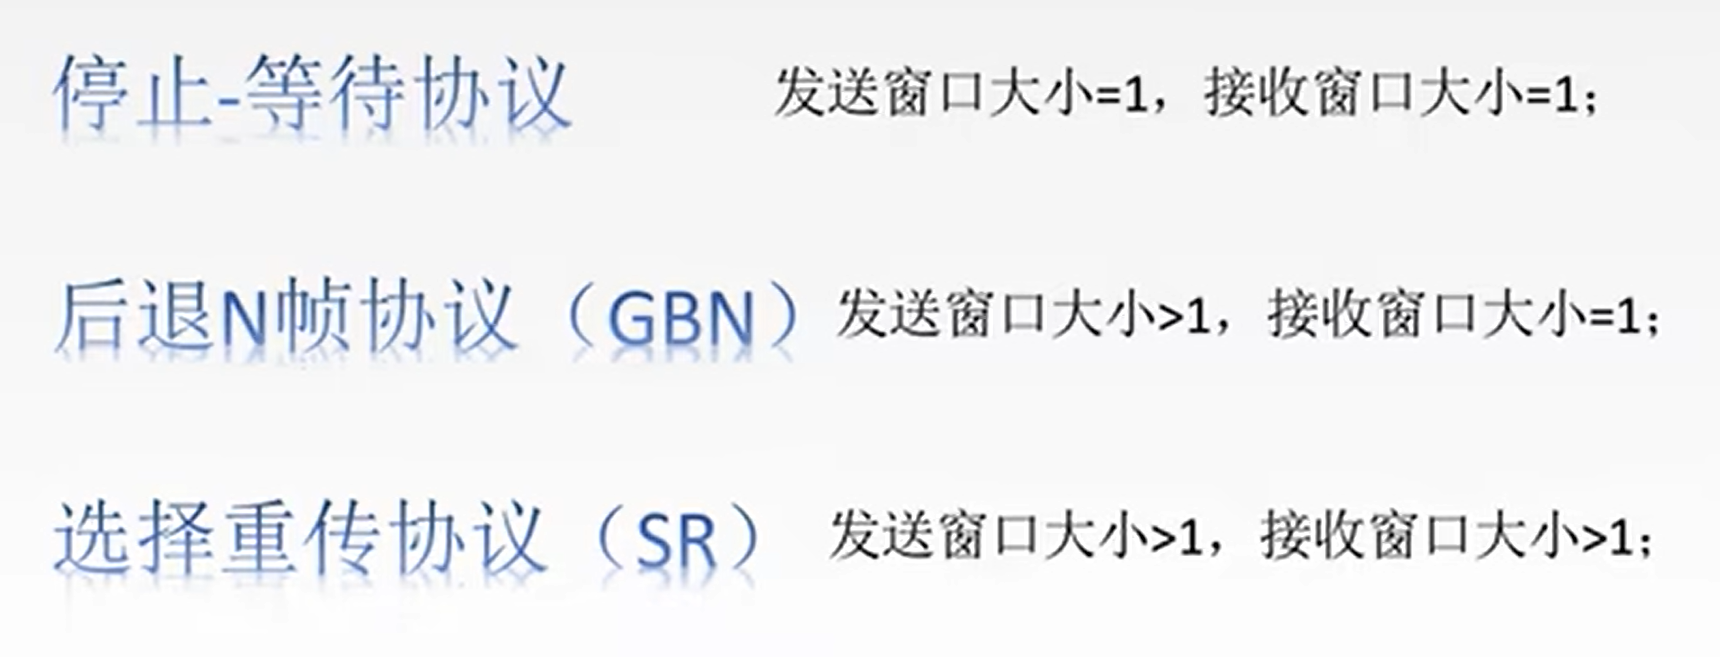 停止-等待协议 发送窗口大小=1，接收窗口大小=1；
后退N帧协议（GBN） 发送窗口大小>1，接收窗口大小=1；
选择重传协议（SR） 发送窗口大小>1，接收窗口大小>1；